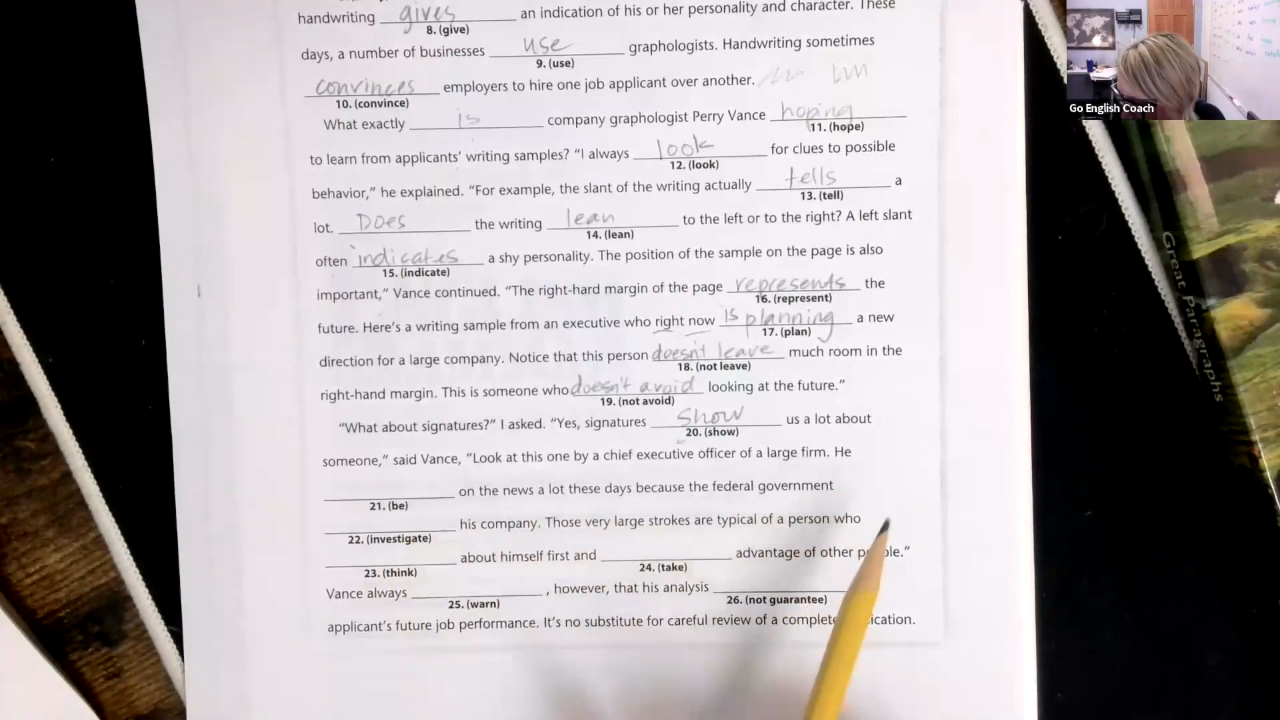 handwriting gives an indication of his or her personality and character. These
8. (give)
days, a number of businesses use graphologists. Handwriting sometimes
9. (use)
convinces employers to hire one job applicant over another.
10. (convince)
What exactly is company graphologist Perry Vance hoping
11. (hope)
to learn from applicants' writing samples? "I always look for clues to possible
12. (look)
behavior," he explained. "For example, the slant of the writing actually tells a
13. (tell)
lot. Does the writing lean to the left or to the right? A left slant
14. (lean)
often indicates a shy personality. The position of the sample on the page is also
15. (indicate)
important," Vance continued. "The right-hard margin of the page represents the
16. (represent)
future. Here's a writing sample from an executive who right now is planning a new
17. (plan)
direction for a large company. Notice that this person doesn't leave much room in the
18. (not leave)
right-hand margin. This is someone who doesn't avoid looking at the future."
19. (not avoid)
"What about signatures?" I asked. "Yes, signatures show us a lot about
20. (show)
someone," said Vance, "Look at this one by a chief executive officer of a large firm. He
on the news a lot these days because the federal government
21. (be)
his company. Those very large strokes are typical of a person who
22. (investigate)
about himself first and advantage of other
23. (think) 24. (take)
Vance always , however, that his analysis
25. (warn) 26. (not guarantee)
applicant's future job performance. It's no substitute for careful review of a
Go English Coach
Great Paragraphs